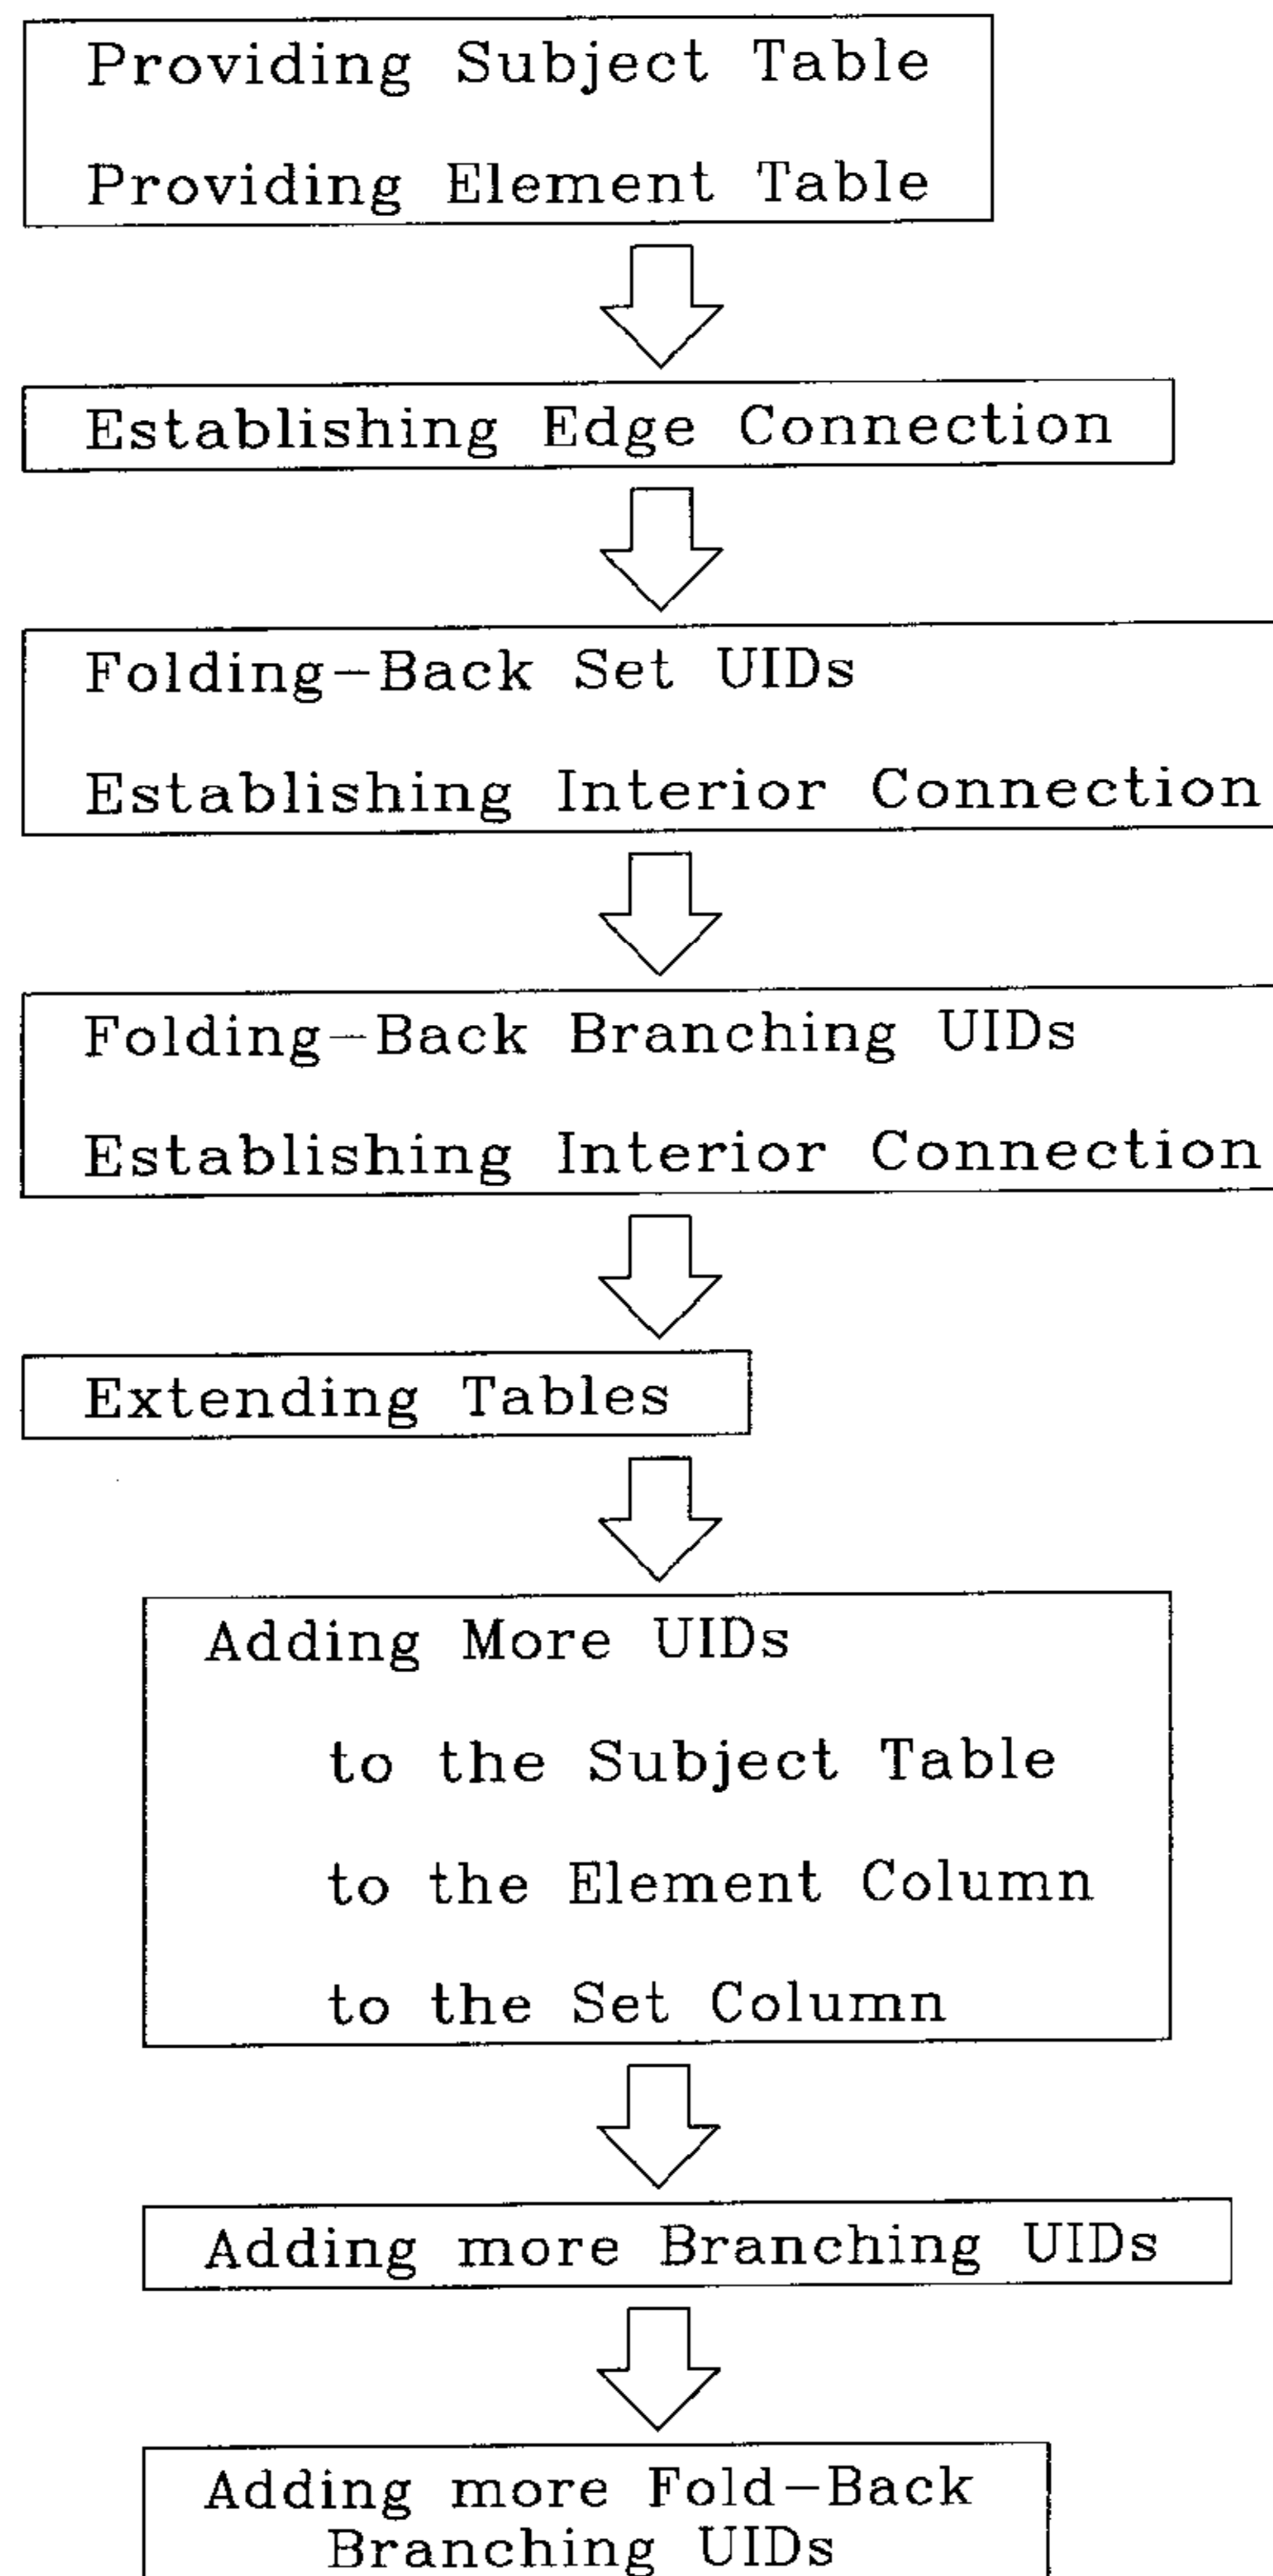 Providing Subject Table
Providing Element Table
Establishing Edge Connection
Folding-Back Set UIDs
Establishing Interior Connection
Folding-Back Branching UIDs
Establishing Interior Connection
Extending Tables
Adding More UIDs
to the Subject Table
to the Element Column
to the Set Column
Adding more Branching UIDs
Adding more Fold-Back
Branching UIDs